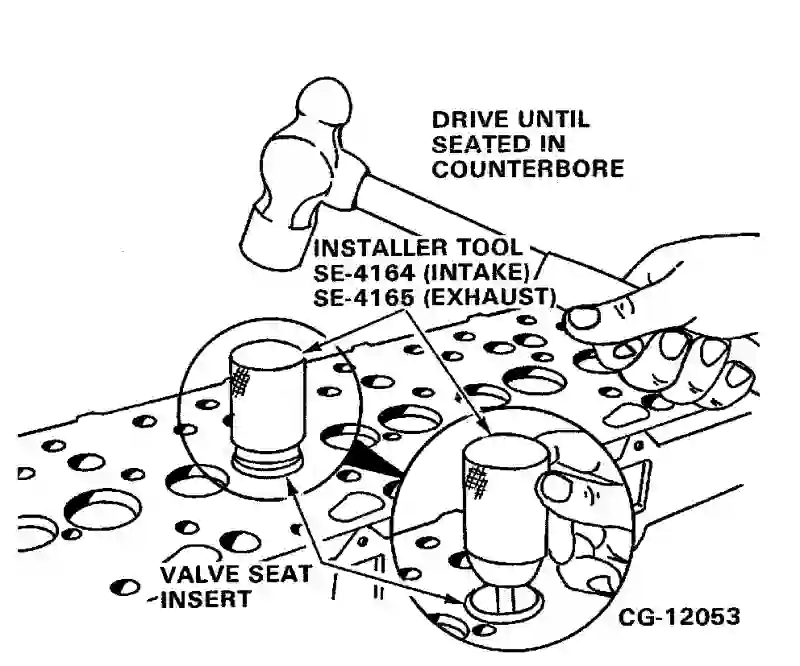 DRIVE UNTIL
SEATED IN
COUNTERBORE
INSTALLER TOOL
SE-4164 (INTAKE)
SE-4165 (EXHAUST)
VALVE SEAT
INSERT
CG-12053